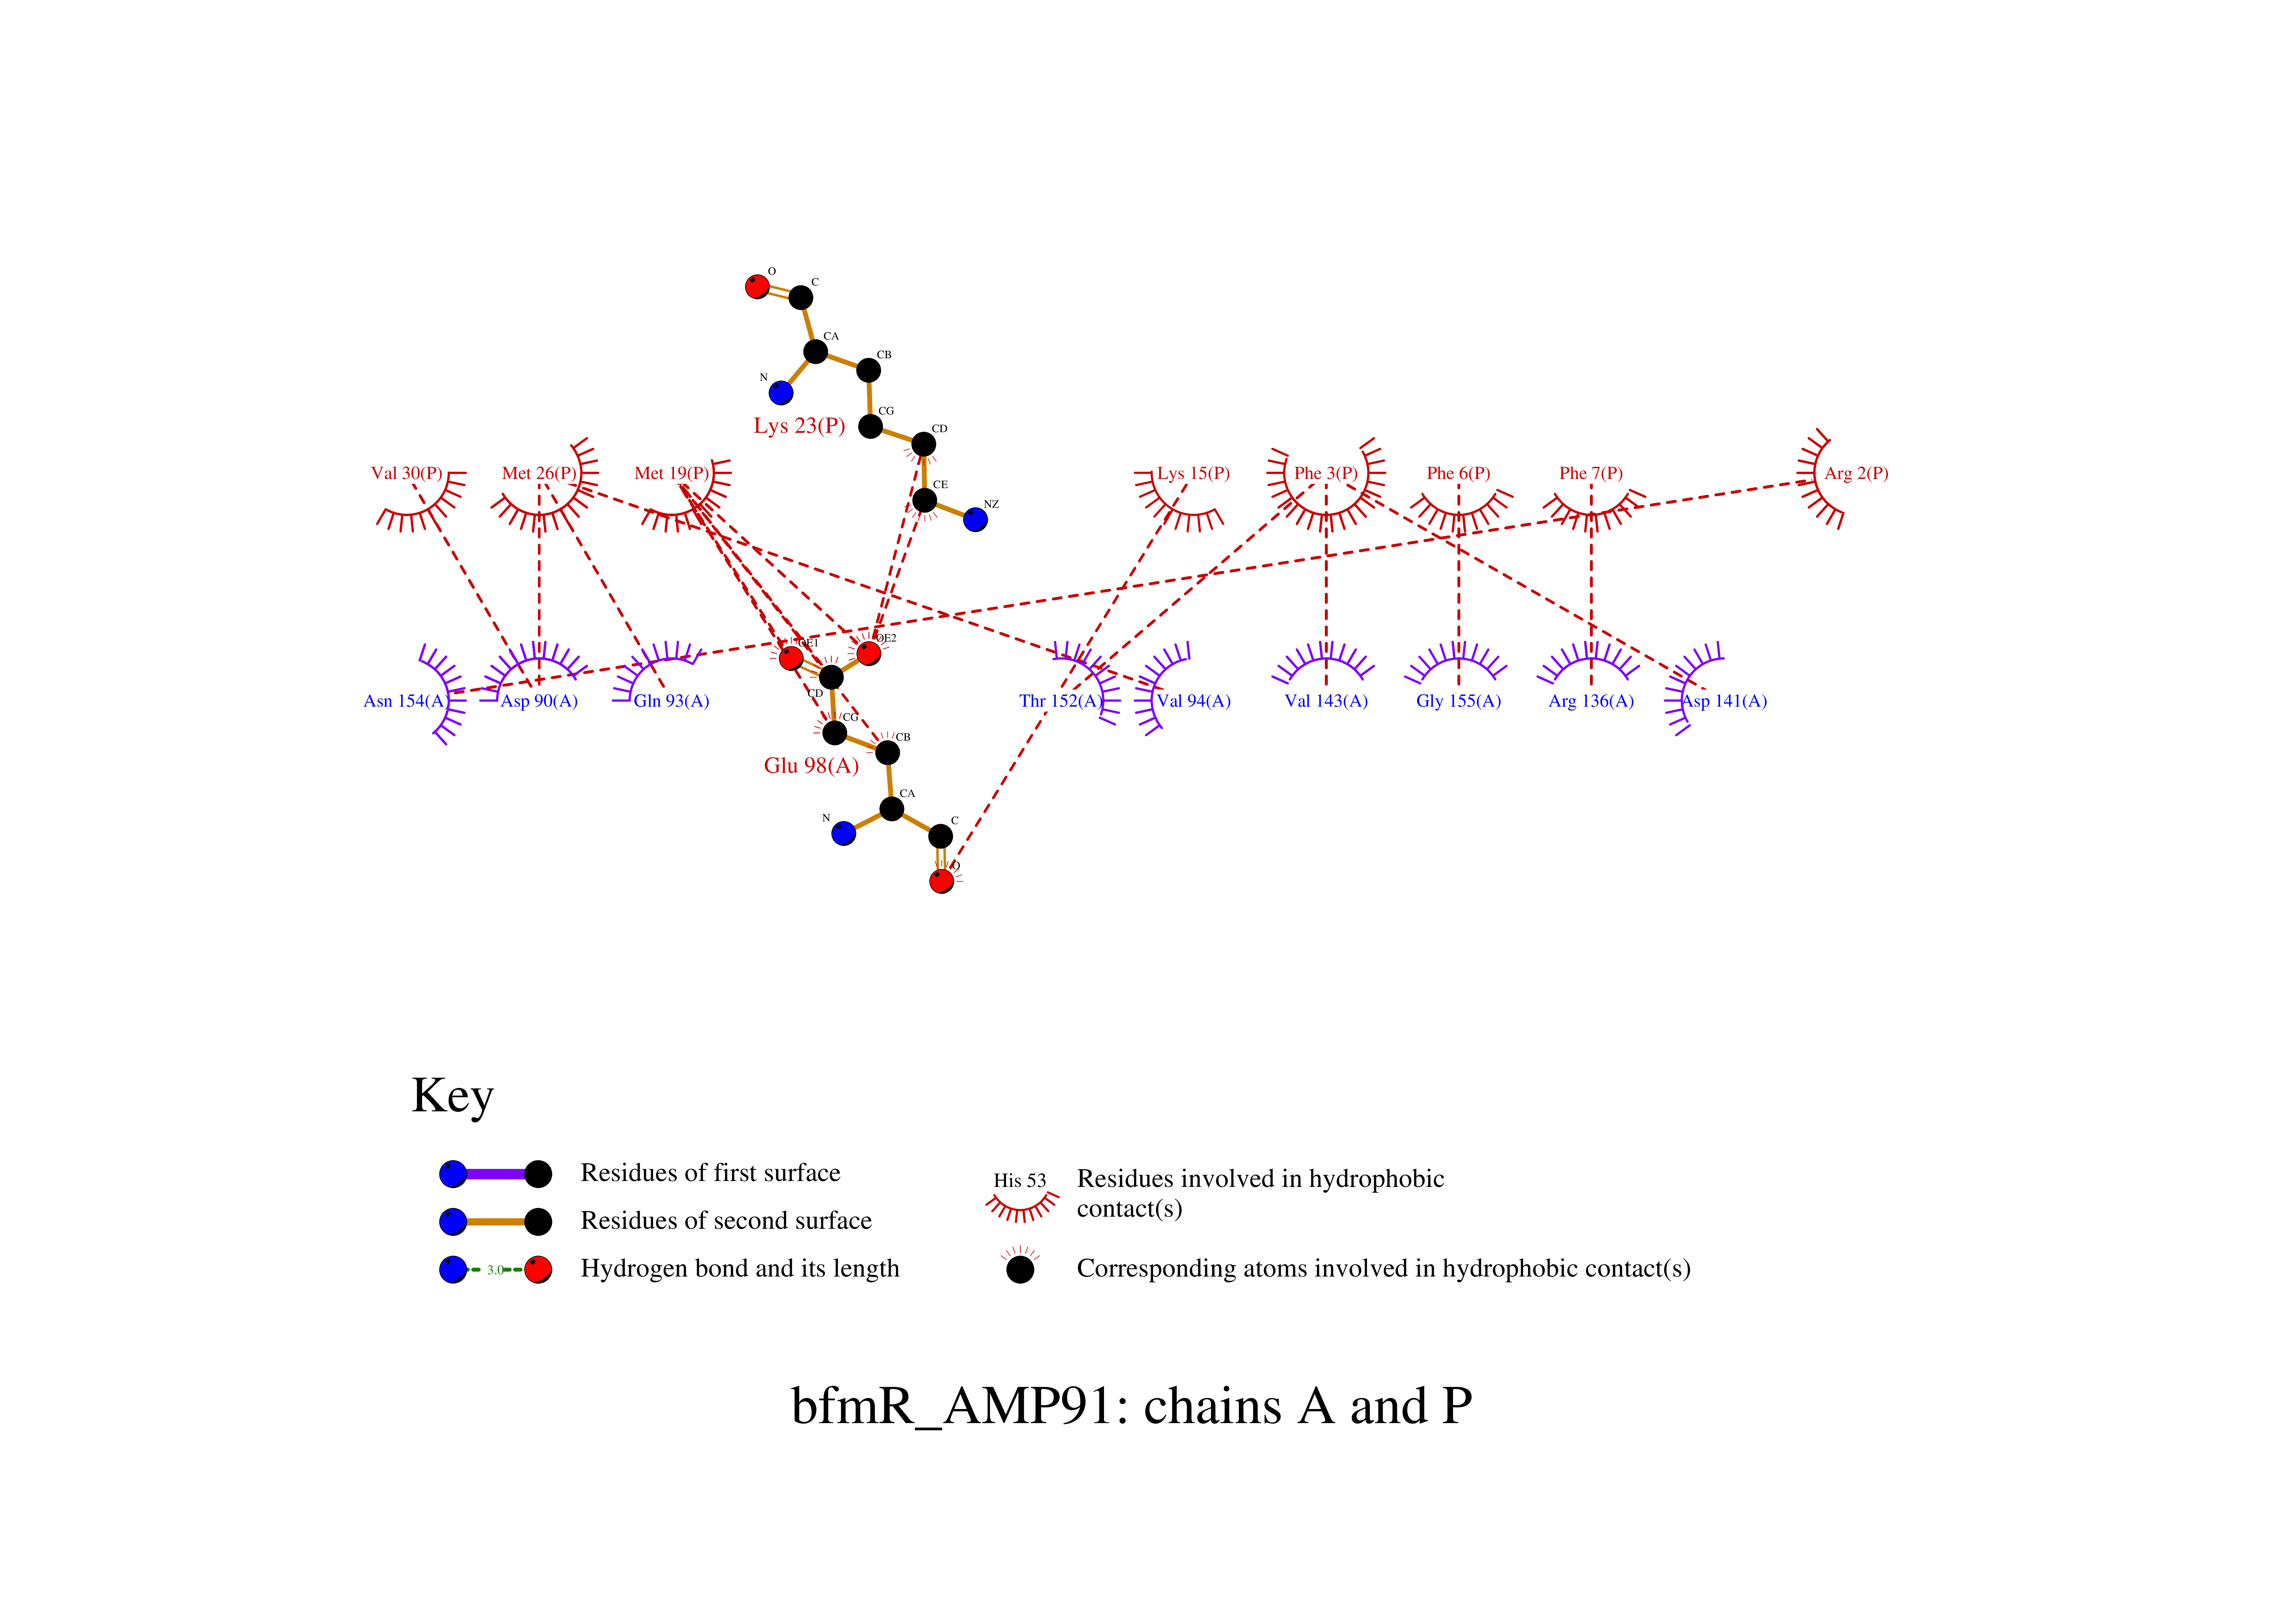 O
C
CA
CB
N
CG
Lys 23(P)
CD
Val 30(P) Met 26(P) Met 19(P) Lys 15(P) Phe 3(P) Phe 6(P) Phe 7(P) Arg 2(P)
CE
NZ
OE1 OE2
CD
Asn 154(A) Asp 90(A) Gln 93(A) Thr 152(A) Val 94(A) Val 143(A) Gly 155(A) Arg 136(A) Asp 141(A)
CG
CB
Glu 98(A)
CA
N C
O
Key
Residues of first surface
Residues of second surface
3.0 Hydrogen bond and its length
His 53 Residues involved in hydrophobic
contact(s)
Corresponding atoms involved in hydrophobic contact(s)
bfmR_AMP91: chains A and P